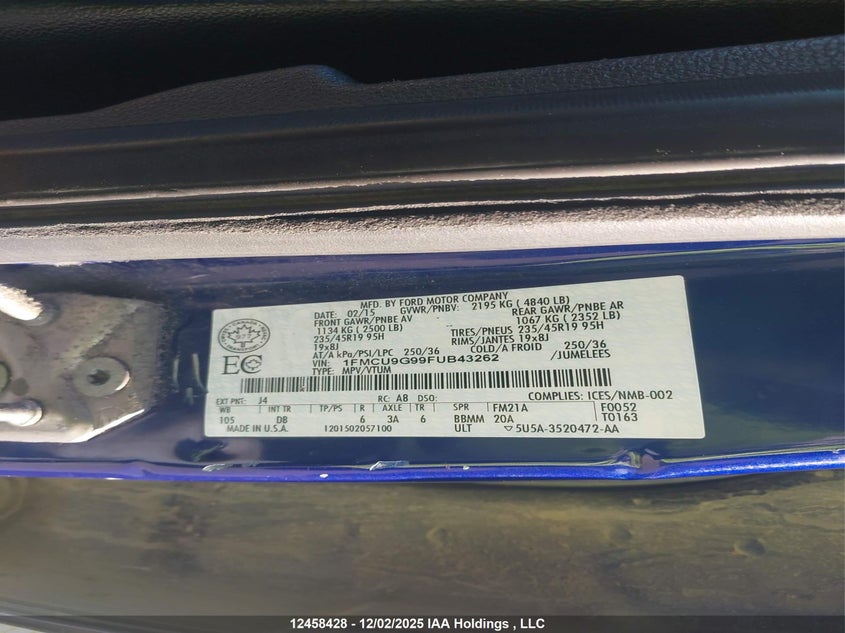 MFD. BY FORD MOTOR COMPANY
DATE: 02/15 GVWR/PNBV: 2195 KG ( 4840 LB)
FRONT GAWR/PNBE AV REAR GAWR/PNBE AR
1134 KG ( 2500 LB) 1067 KG ( 2352 LB)
235/45R19 95H TIRES/PNEUS 235/45R19 95H
19x8J RIMS/JANTES 19x8J
AT/A kPa/PSI/LPC 250/36 COLD/A FROID 250/36
VIN: 1FMCU9G99FUB43262 /JUMELEES
TYPE: MPV/VTUM
EC
EXT PNT: J4 RC: AB DSO: COMPLIES: ICES/NMB-002
WB INT TR TP/PS R AXLE TR SPR FM21A F0052
105 DB 6 3A 6 BBMM 20A T0163
MADE IN U.S.A. 1201502057100 ULT 5U5A-3520472-AA
12458428 - 12/02/2025 IAA Holdings , LLC